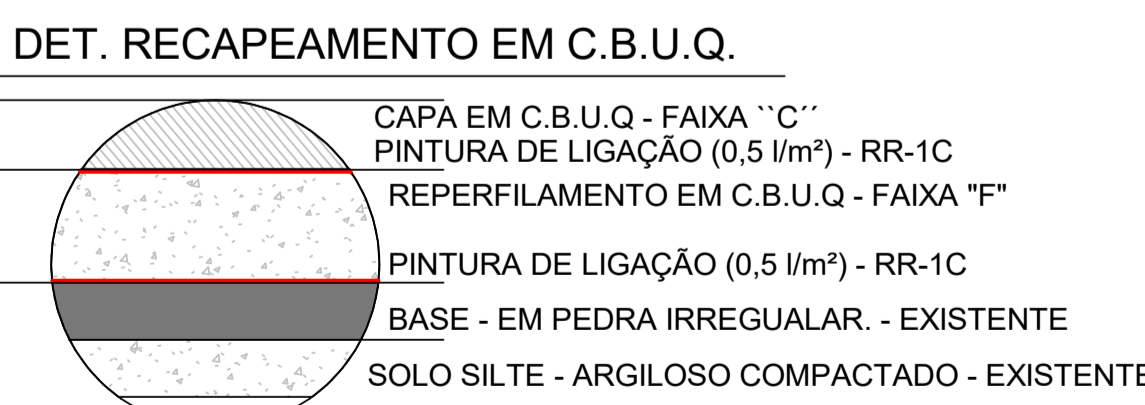 DET. RECAPEAMENTO EM C.B.U.Q.
CAPA EM C.B.U.Q - FAIXA ``C´´
PINTURA DE LIGAÇÃO (0,5 l/m²) - RR-1C
REPERFILAMENTO EM C.B.U.Q - FAIXA "F"
PINTURA DE LIGAÇÃO (0,5 l/m²) - RR-1C
BASE - EM PEDRA IRREGUALAR. - EXISTENTE
SOLO SILTE - ARGILOSO COMPACTADO - EXISTENTE